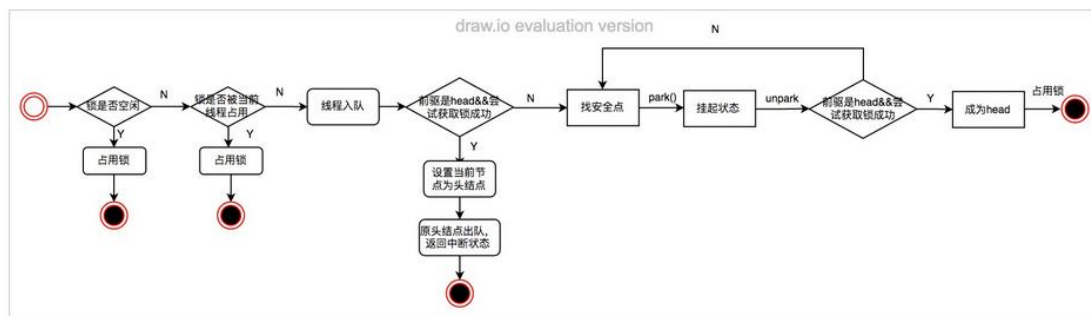 draw.io evaluation version
N
锁是否空闲
N
锁是否被当前
线程占用
N
线程入队
前驱是head&&尝
试获取锁成功
N
找安全点
park()
挂起状态
unpark
前驱是head&&尝
试获取锁成功
Y
成为head
占用锁
Y
占用锁
Y
占用锁
Y
设置当前节
点为头结点
原头结点出队，
返回中断状态